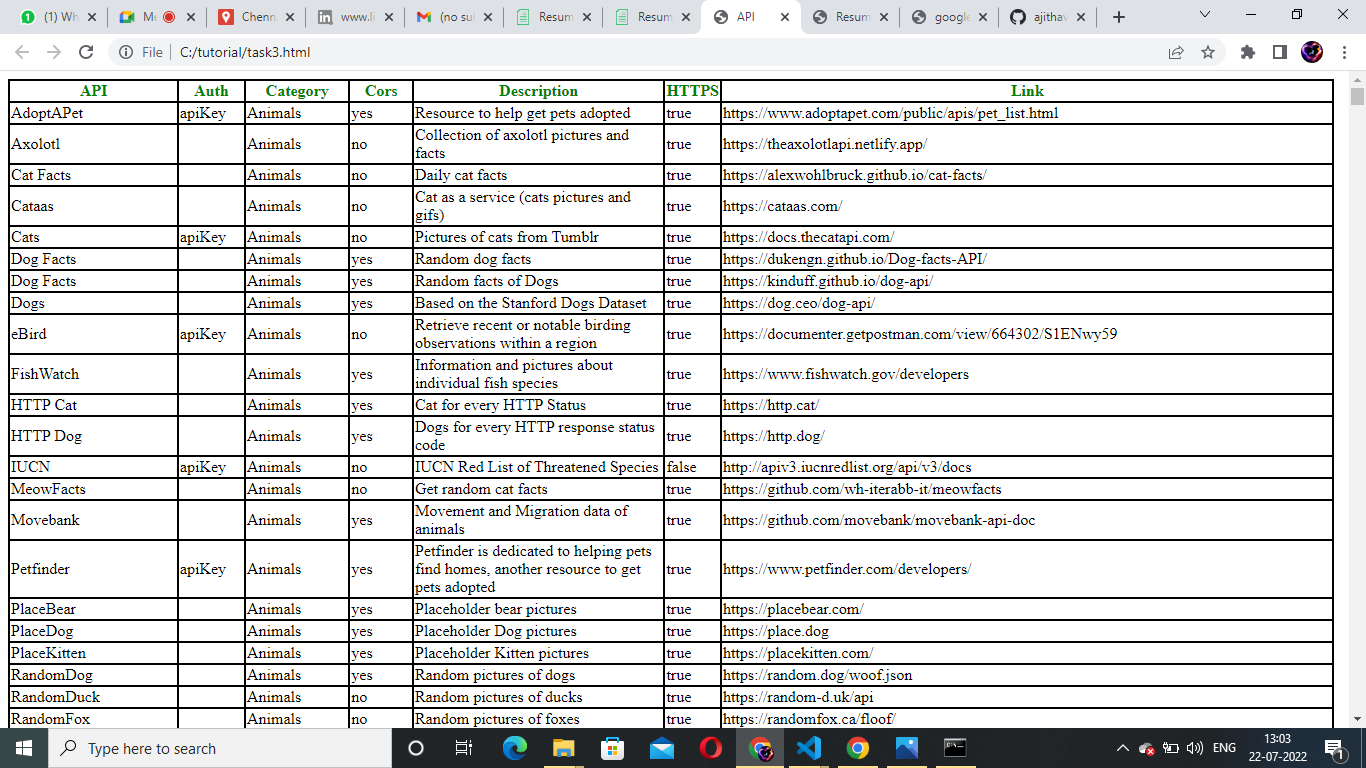 (1) Wh
Me
Chenn
www.li
(no sul
Resum
Resum
API
Resum
google
ajithav
File C:/tutorial/task3.html
API Auth Category Cors Description HTTPS Link
AdoptAPet apiKey Animals yes Resource to help get pets adopted true https://www.adoptapet.com/public/apis/pet_list.html
Axolotl Animals no Collection of axolotl pictures and
facts true https://theaxolotlapi.netlify.app/
Cat Facts Animals no Daily cat facts true https://alexwohlbruck.github.io/cat-facts/
Cataas Animals no Cat as a service (cats pictures and
gifs) true https://cataas.com/
Cats apiKey Animals no Pictures of cats from Tumblr true https://docs.thecatapi.com/
Dog Facts Animals yes Random dog facts true https://dukengn.github.io/Dog-facts-API/
Dog Facts Animals yes Random facts of Dogs true https://kinduff.github.io/dog-api/
Dogs Animals yes Based on the Stanford Dogs Dataset true https://dog.ceo/dog-api/
eBird apiKey Animals no Retrieve recent or notable birding
observations within a region true https://documenter.getpostman.com/view/664302/S1ENwy59
FishWatch Animals yes Information and pictures about
individual fish species true https://www.fishwatch.gov/developers
HTTP Cat Animals yes Cat for every HTTP Status true https://http.cat/
HTTP Dog Animals yes Dogs for every HTTP response status
code true https://http.dog/
IUCN apiKey Animals no IUCN Red List of Threatened Species false http://apiv3.iucnredlist.org/api/v3/docs
MeowFacts Animals no Get random cat facts true https://github.com/wh-iterabb-it/meowfacts
Movebank Animals yes Movement and Migration data of
animals true https://github.com/movebank/movebank-api-doc
Petfinder apiKey Animals yes Petfinder is dedicated to helping pets
find homes, another resource to get
pets adopted true https://www.petfinder.com/developers/
PlaceBear Animals yes Placeholder bear pictures true https://placebear.com/
PlaceDog Animals yes Placeholder Dog pictures true https://place.dog
PlaceKitten Animals yes Placeholder Kitten pictures true https://placekitten.com/
RandomDog Animals yes Random pictures of dogs true https://random.dog/woof.json
RandomDuck Animals no Random pictures of ducks true https://random-d.uk/api
RandomFox Animals no Random pictures of foxes true https://randomfox.ca/floof/
Type here to search
ENG
13:03
22-07-2022
1